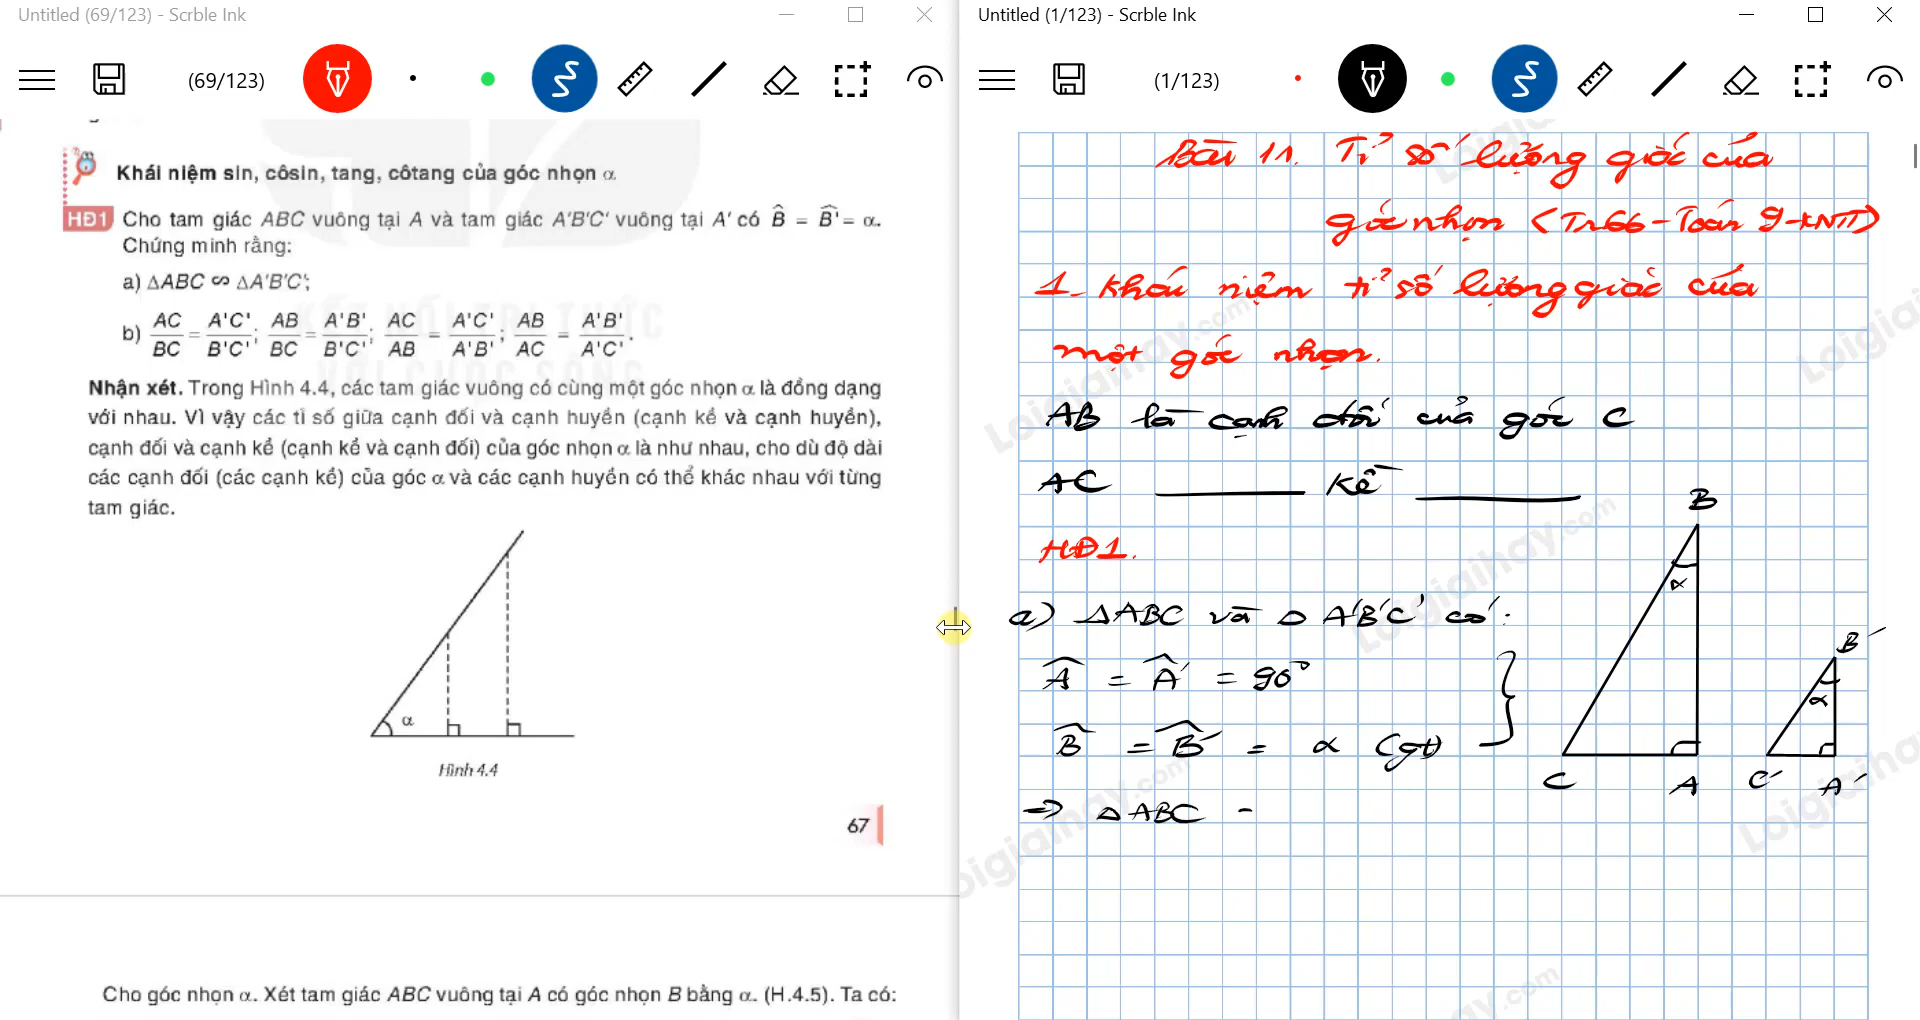 Untitled (69/123) - Scrble Ink
(69/123)
Khái niệm sin, côsin, tang, côtang của góc nhọn α
HĐ1 Cho tam giác ABC vuông tại A và tam giác A'B'C' vuông tại A' có B̂ = B̂' = α.
Chứng minh rằng:
a) △ABC ∽ △A'B'C';
b) AC/BC = A'C'/B'C'; AB/BC = A'B'/B'C'; AC/AB = A'C'/A'B'; AB/AC = A'B'/A'C'.
Nhận xét. Trong Hình 4.4, các tam giác vuông có cùng một góc nhọn α là đồng dạng
với nhau. Vì vậy các tỉ số giữa cạnh đối và cạnh huyền (cạnh kề và cạnh huyền),
cạnh đối và cạnh kề (cạnh kề và cạnh đối) của góc nhọn α là như nhau, cho dù độ dài
các cạnh đối (các cạnh kề) của góc α và các cạnh huyền có thể khác nhau với từng
tam giác.
α
Hình 4.4
67
Cho góc nhọn α. Xét tam giác ABC vuông tại A có góc nhọn B bằng α. (H.4.5). Ta có:
Untitled (1/123) - Scrble Ink
(1/123)
Bài 11. Tỉ số lượng giác của
góc nhọn (Tr66-Toán 9-KNTT)
1. Khái niệm tỉ số lượng giác của
một góc nhọn.
AB là cạnh đối của góc C
AC ______ kề ______
HĐ1.
a) △ABC và △A'B'C' có:
Â = Â' = 90°
B̂ = B̂' = α (gt)
⇒ △ABC
B
α
C
A
B'
α
C'
A'
Loigiaihay.com